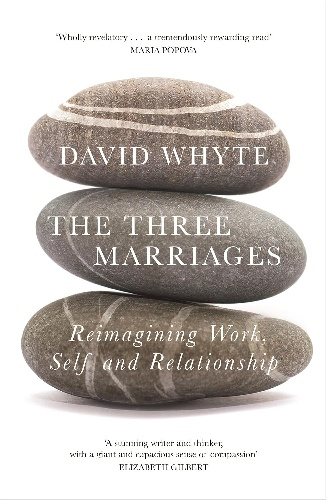 'Wholly revelatory . . . a tremendously rewarding read'
MARIA POPOVA
DAVID WHYTE
THE THREE
MARRIAGES
Reimagining Work,
Self and Relationship
'A stunning writer and thinker,
with a giant and capacious sense of compassion'
ELIZABETH GILBERT